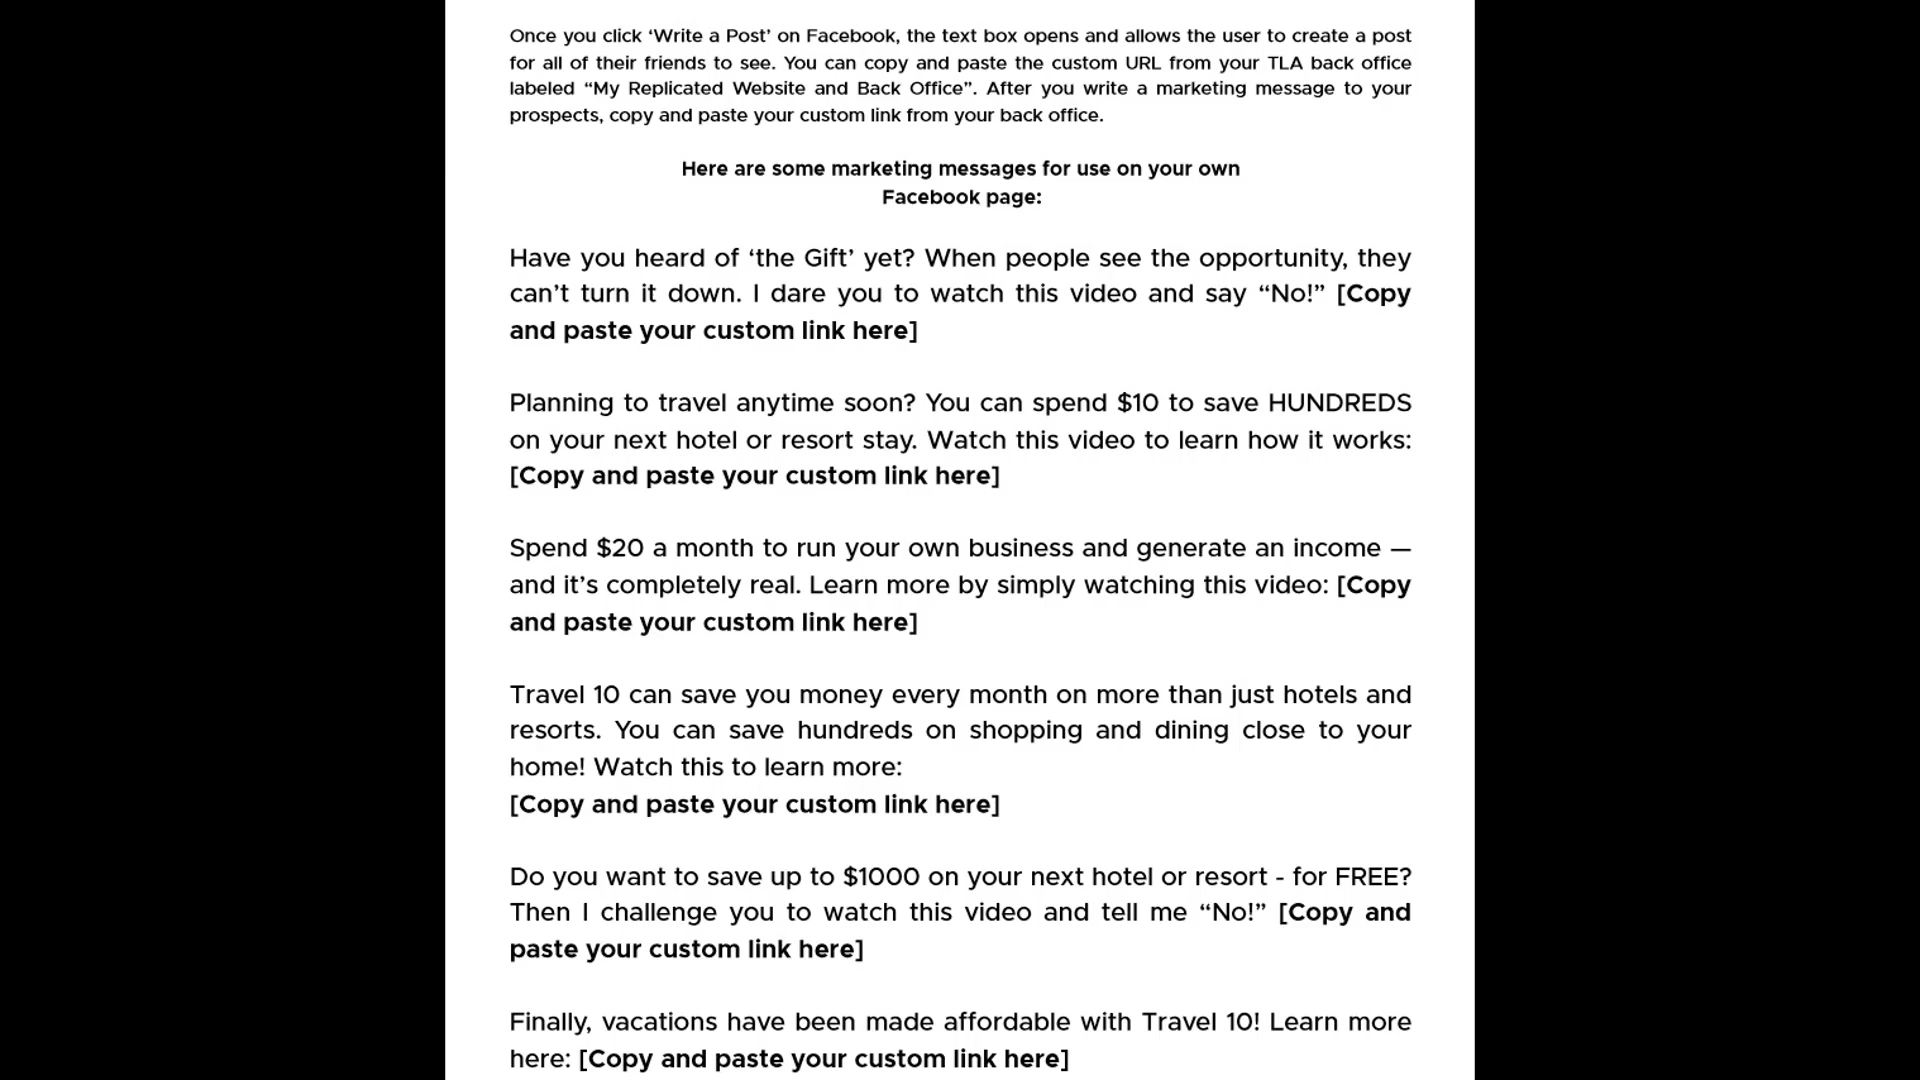 Once you click ‘Write a Post’ on Facebook, the text box opens and allows the user to create a post
for all of their friends to see. You can copy and paste the custom URL from your TLA back office
labeled “My Replicated Website and Back Office”. After you write a marketing message to your
prospects, copy and paste your custom link from your back office.
Here are some marketing messages for use on your own
Facebook page:
Have you heard of ‘the Gift’ yet? When people see the opportunity, they
can’t turn it down. I dare you to watch this video and say “No!” [Copy
and paste your custom link here]
Planning to travel anytime soon? You can spend $10 to save HUNDREDS
on your next hotel or resort stay. Watch this video to learn how it works:
[Copy and paste your custom link here]
Spend $20 a month to run your own business and generate an income —
and it’s completely real. Learn more by simply watching this video: [Copy
and paste your custom link here]
Travel 10 can save you money every month on more than just hotels and
resorts. You can save hundreds on shopping and dining close to your
home! Watch this to learn more:
[Copy and paste your custom link here]
Do you want to save up to $1000 on your next hotel or resort - for FREE?
Then I challenge you to watch this video and tell me “No!” [Copy and
paste your custom link here]
Finally, vacations have been made affordable with Travel 10! Learn more
here: [Copy and paste your custom link here]